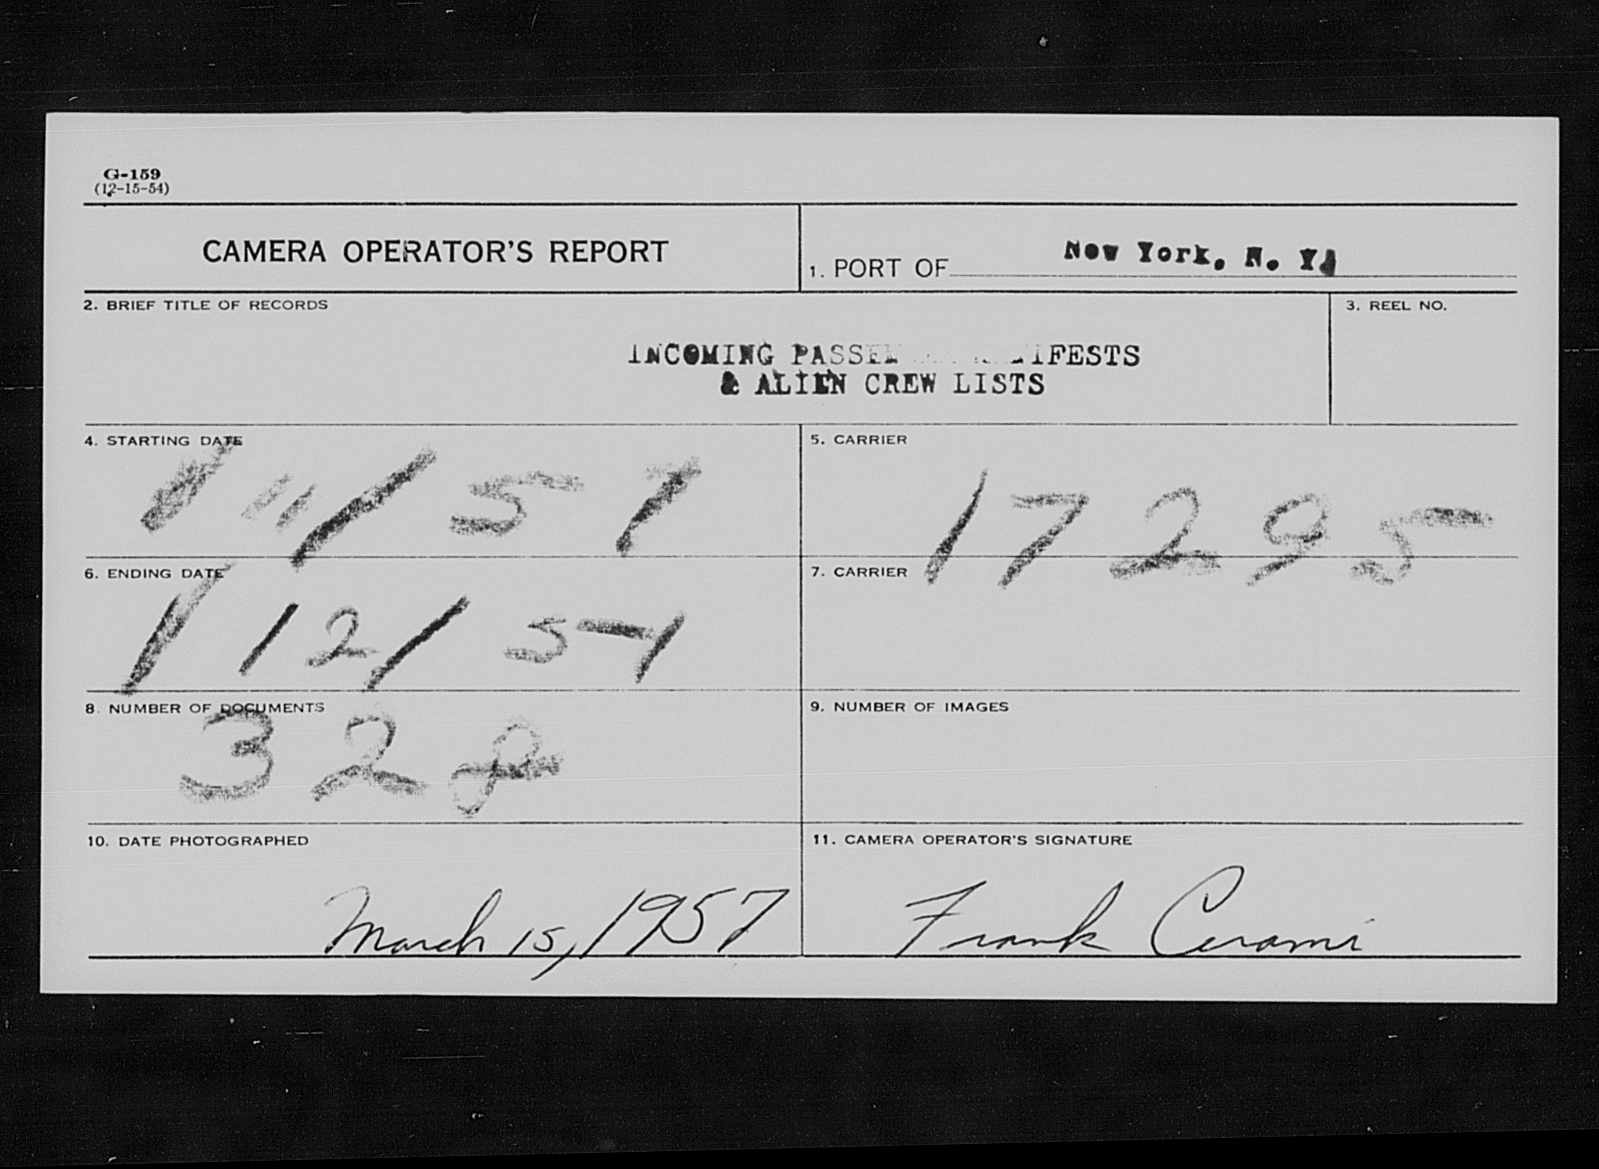 G-159
(12-15-54)
CAMERA OPERATOR'S REPORT
1. PORT OF New York, N. Y.
2. BRIEF TITLE OF RECORDS
3. REEL NO.
INCOMING IFESTS
& ALIEN CREW LISTS
4. STARTING DATE
1/11/57
5. CARRIER
17295
6. ENDING DATE
1/12/57
7. CARRIER
8. NUMBER OF DOCUMENTS
328
9. NUMBER OF IMAGES
10. DATE PHOTOGRAPHED
March 15, 1957
11. CAMERA OPERATOR'S SIGNATURE
Frank Cerami